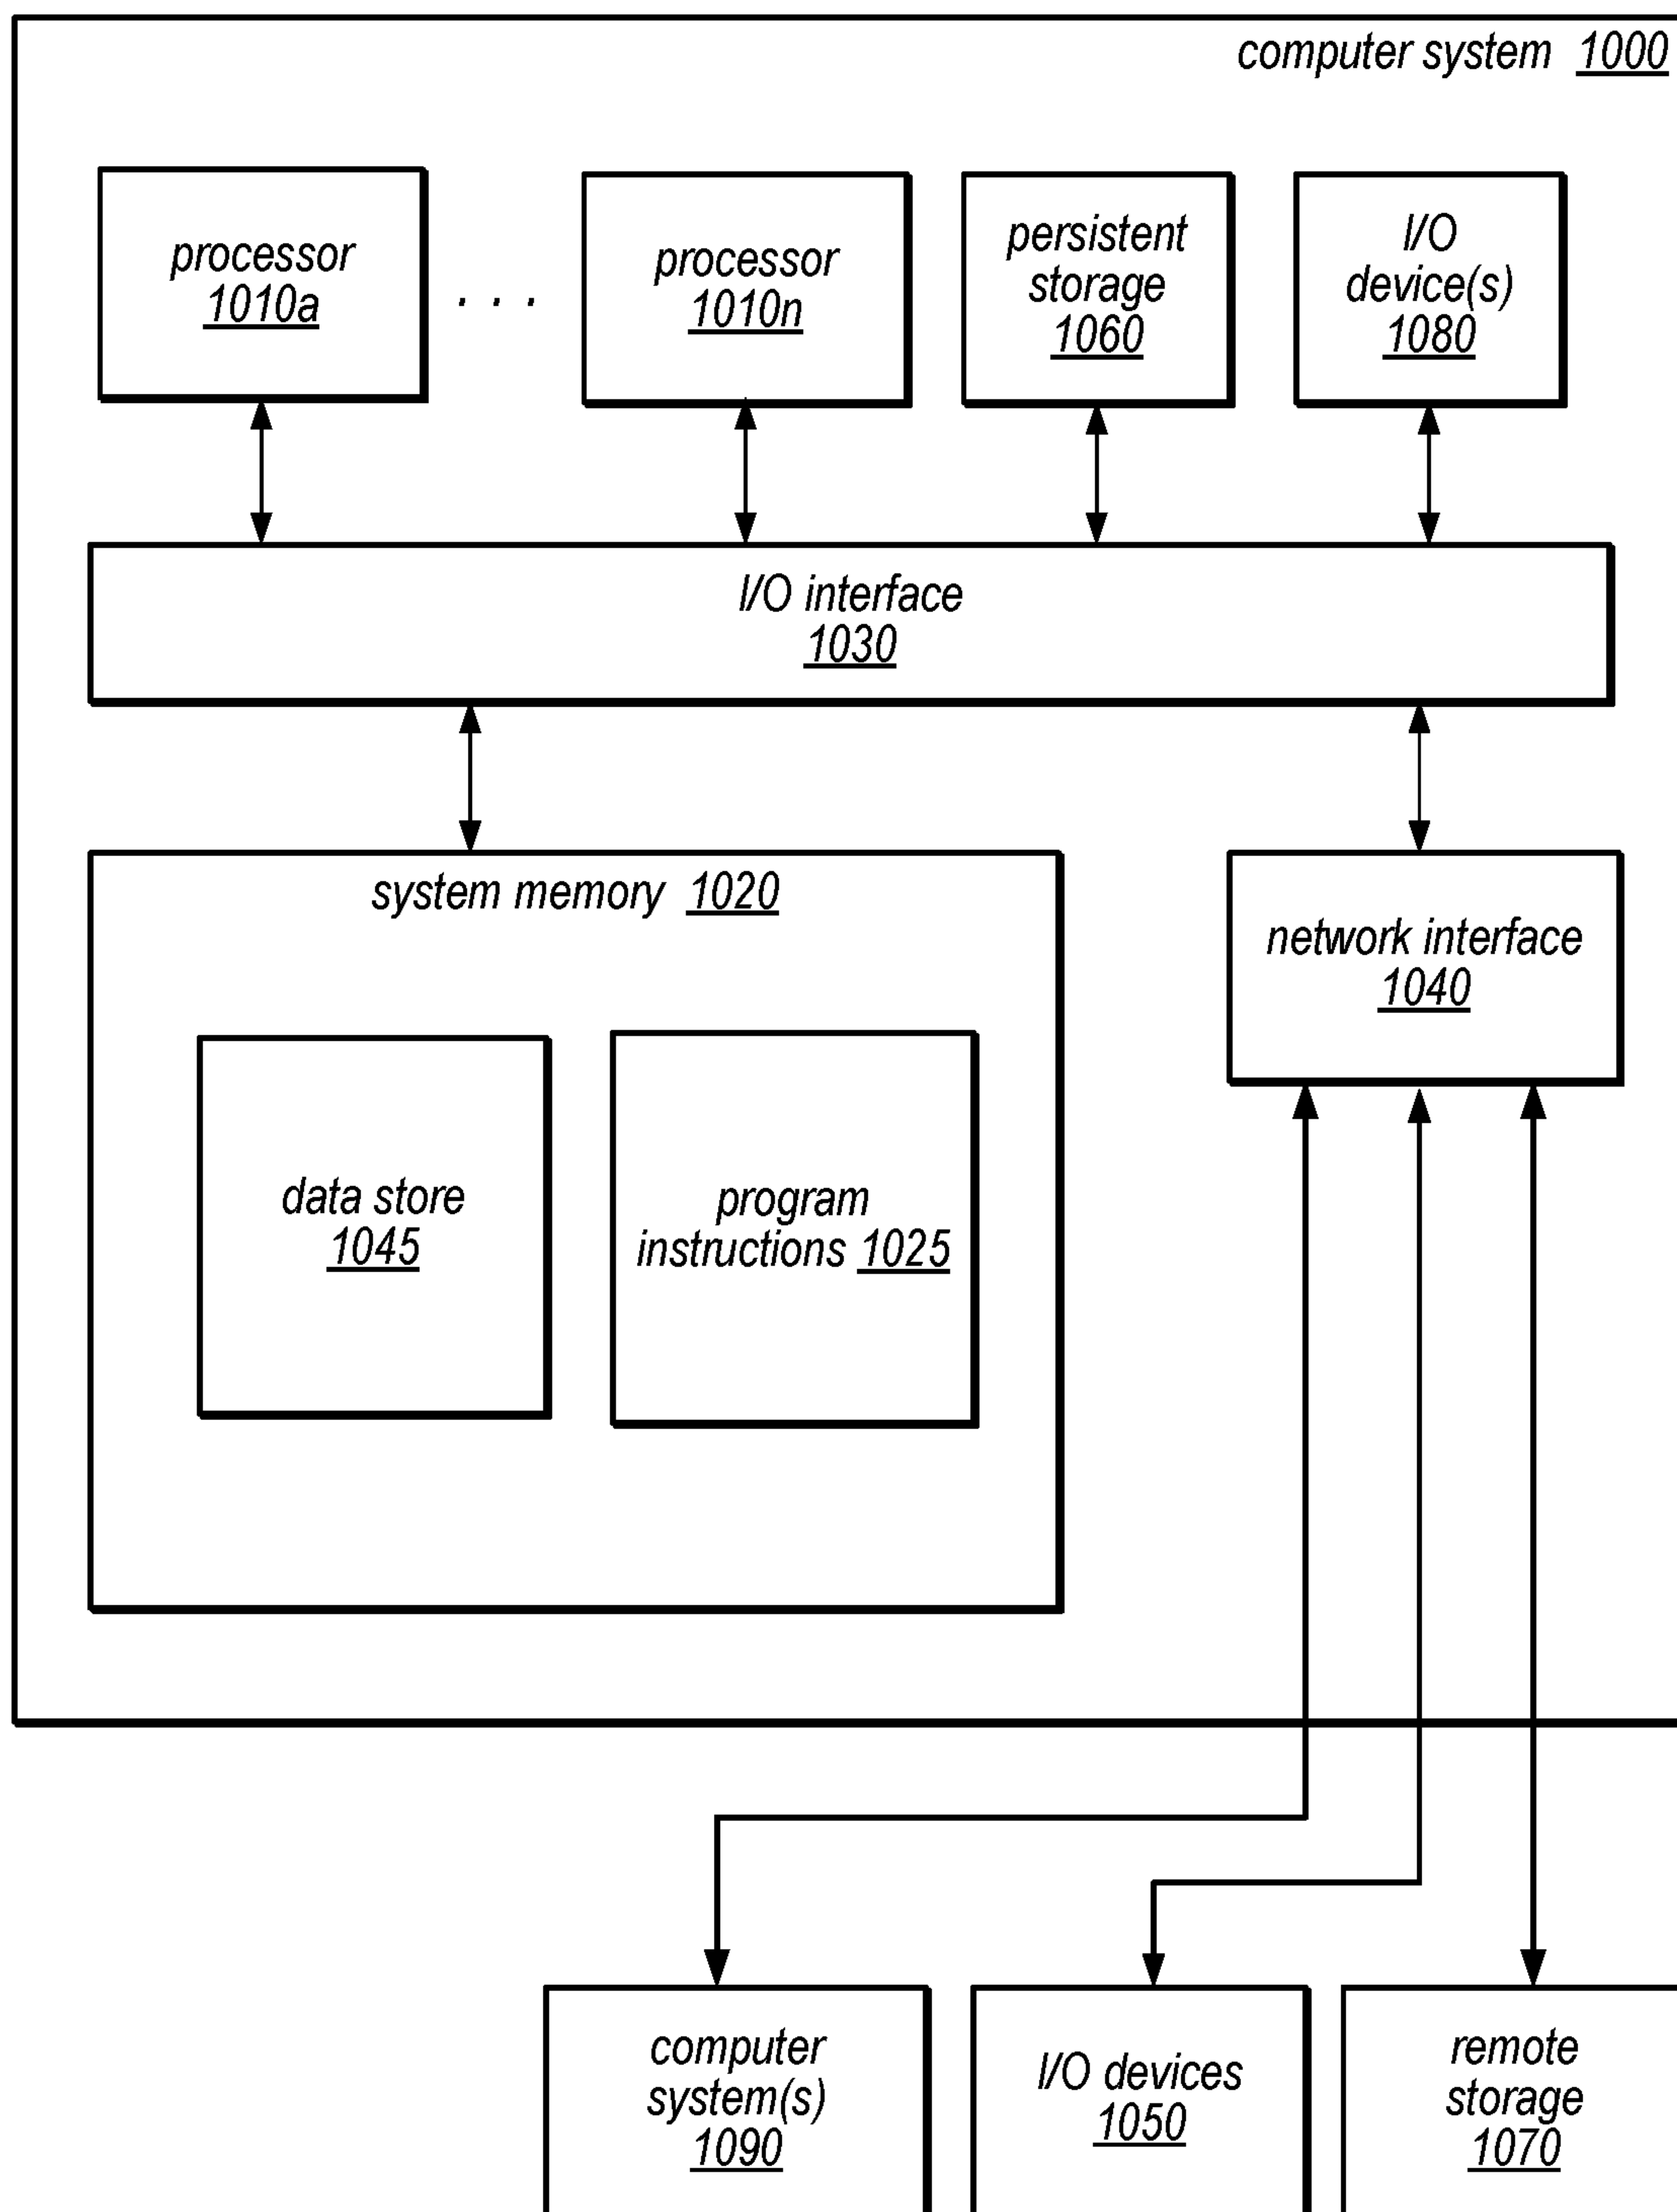 computer system 1000
processor
1010a
. . .
processor
1010n
persistent
storage
1060
I/O
device(s)
1080
I/O interface
1030
system memory 1020
network interface
1040
data store
1045
program
instructions 1025
computer
system(s)
1090
I/O devices
1050
remote
storage
1070